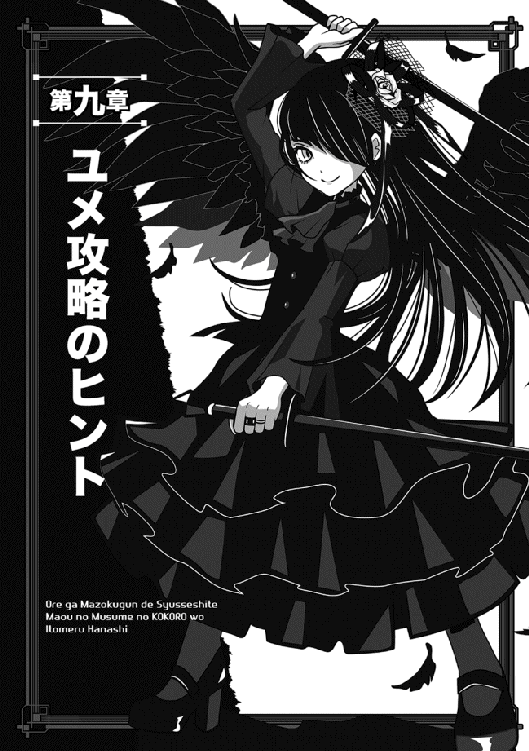 第九章
ユメ攻略のヒント
Ore ga Mazokugun de Syusseshite
Maou no Musume no KOKORO wo
Itomeru Hanashi